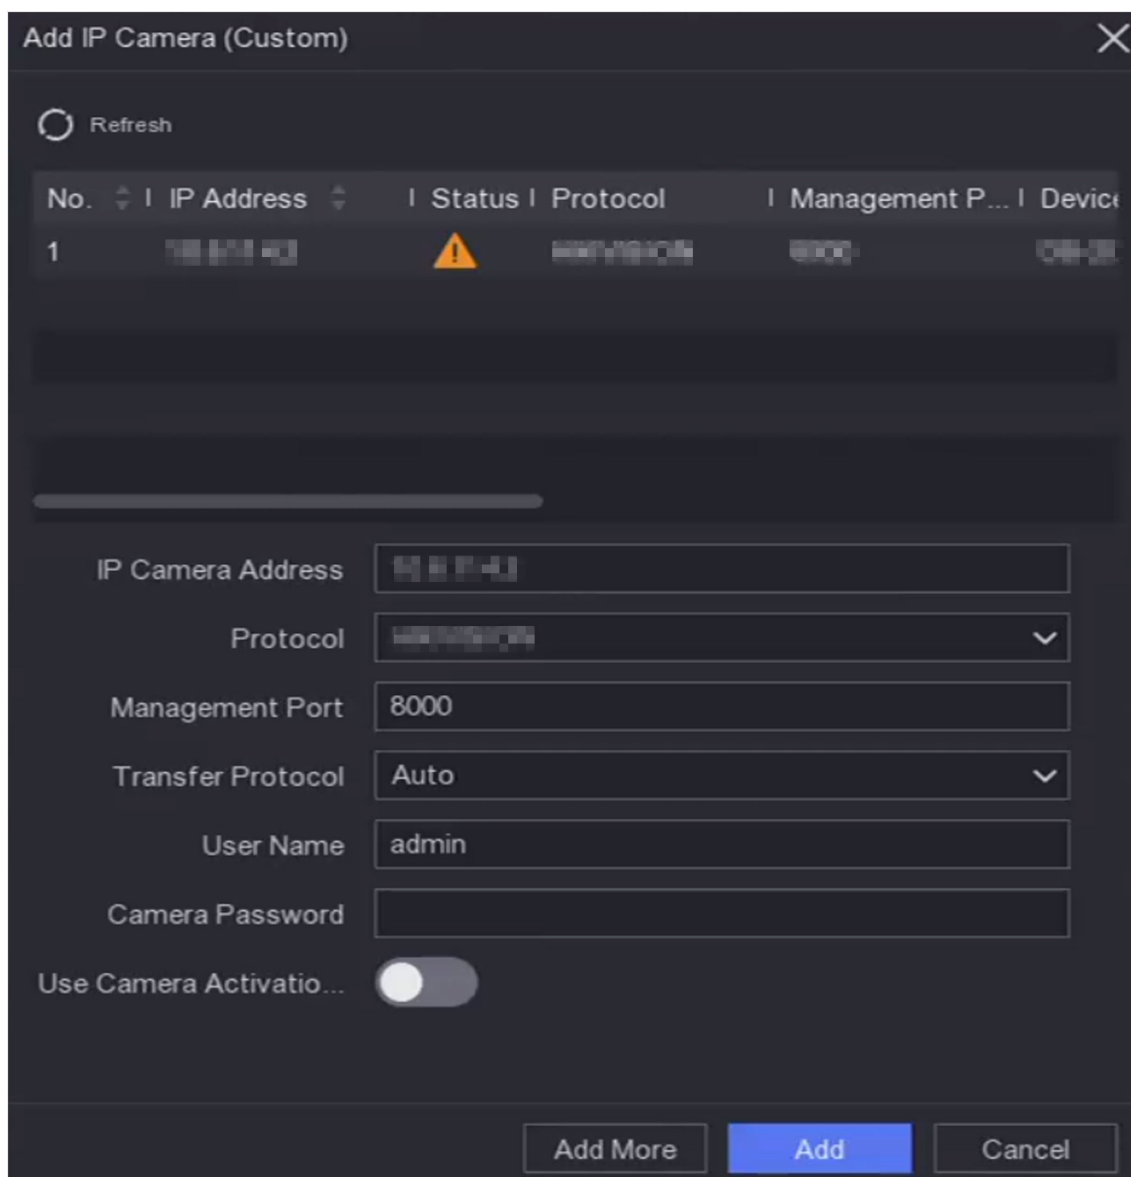 Add IP Camera (Custom)
Refresh
No. IP Address Status Protocol Management P... Device
1
IP Camera Address
Protocol
Management Port 8000
Transfer Protocol Auto
User Name admin
Camera Password
Use Camera Activatio...
Add More Add Cancel